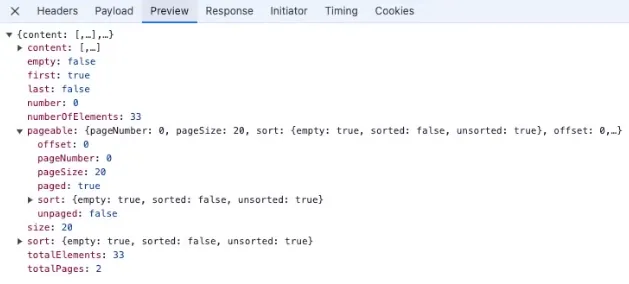 Headers Payload Preview Response Initiator Timing Cookies
{content: [,…],…}
content: [,…]
empty: false
first: true
last: false
number: 0
numberOfElements: 33
pageable: {pageNumber: 0, pageSize: 20, sort: {empty: true, sorted: false, unsorted: true}, offset: 0,…}
offset: 0
pageNumber: 0
pageSize: 20
paged: true
sort: {empty: true, sorted: false, unsorted: true}
unpaged: false
size: 20
sort: {empty: true, sorted: false, unsorted: true}
totalElements: 33
totalPages: 2